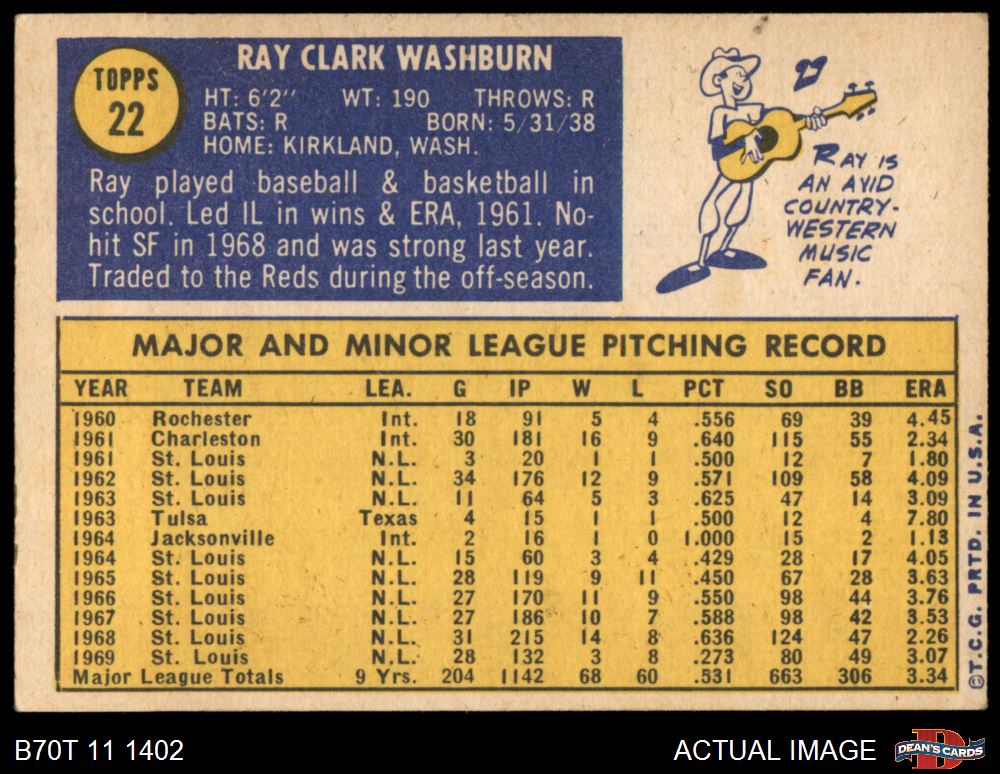 TOPPS
22
RAY CLARK WASHBURN
HT: 6'2" WT: 190 THROWS: R
BATS: R BORN: 5/31/38
HOME: KIRKLAND, WASH.
Ray played baseball & basketball in
school. Led IL in wins & ERA, 1961. No-
hit SF in 1968 and was strong last year.
Traded to the Reds during the off-season.
RAY IS
AN AVID
COUNTRY-
WESTERN
MUSIC
FAN.
MAJOR AND MINOR LEAGUE PITCHING RECORD
YEAR TEAM LEA. G IP W L PCT SO BB ERA
1960 Rochester Int. 18 91 5 4 .556 69 39 4.45
1961 Charleston Int. 30 181 16 9 .640 115 55 2.34
1961 St. Louis N.L. 3 20 1 1 .500 12 7 1.80
1962 St. Louis N.L. 34 176 12 9 .571 109 58 4.09
1963 St. Louis N.L. 11 64 5 3 .625 47 14 3.09
1963 Tulsa Texas 4 15 1 1 .500 12 4 7.80
1964 Jacksonville Int. 2 16 1 0 1.000 15 2 1.13
1964 St. Louis N.L. 15 60 3 4 .429 28 17 4.05
1965 St. Louis N.L. 28 119 9 11 .450 67 28 3.63
1966 St. Louis N.L. 27 170 11 9 .550 98 44 3.76
1967 St. Louis N.L. 27 186 10 7 .588 98 42 3.53
1968 St. Louis N.L. 31 215 14 8 .636 124 47 2.26
1969 St. Louis N.L. 28 132 3 8 .273 80 49 3.07
Major League Totals 9 Yrs. 204 1142 68 60 .531 663 306 3.34
©T.C.G. PRTD. IN U.S.A.
B70T 11 1402
ACTUAL IMAGE
DEAN'S CARDS